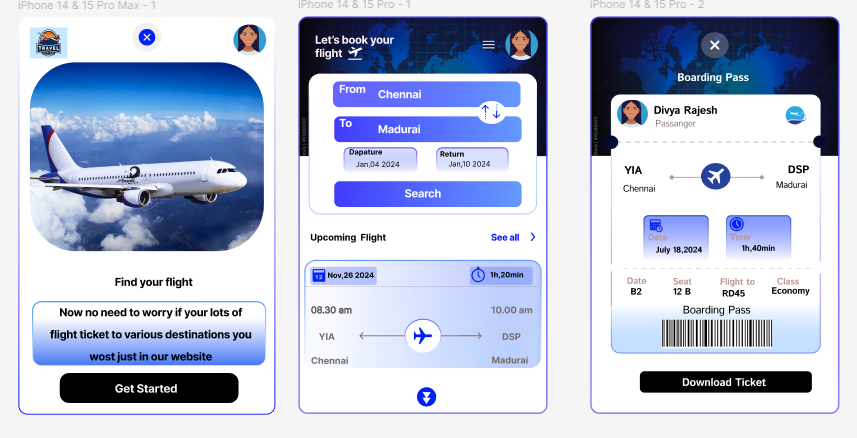 iPhone 14 & 15 Pro Max - 1
TRAVEL
Find your flight
Now no need to worry if your lots of
flight ticket to various destinations you
wost just in our website
Get Started
iPhone 14 & 15 Pro - 1
Let's book your
flight
From
Chennai
To
Madurai
Dapature
Jan,04 2024
Return
Jan,10 2024
Search
Upcoming Flight
See all
12
Nov,26 2024
1h,20min
08.30 am
10.00 am
YIA
DSP
Chennai
Madurai
iPhone 14 & 15 Pro - 2
Boarding Pass
Divya Rajesh
Passanger
YIA
DSP
Chennai
Madurai
Date
July 18,2024
Time
1h,40min
Date
Seat
Flight to
Class
B2
12 B
RD45
Economy
Boarding Pass
Download Ticket